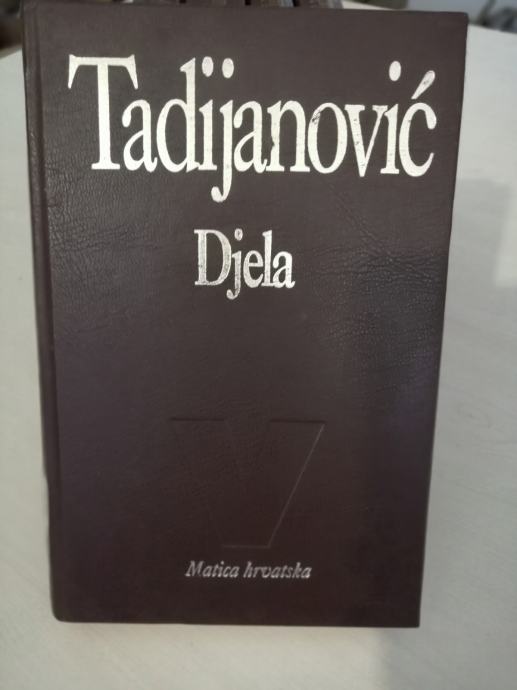 Tadijanović
Djela
V
Matica hrvatska